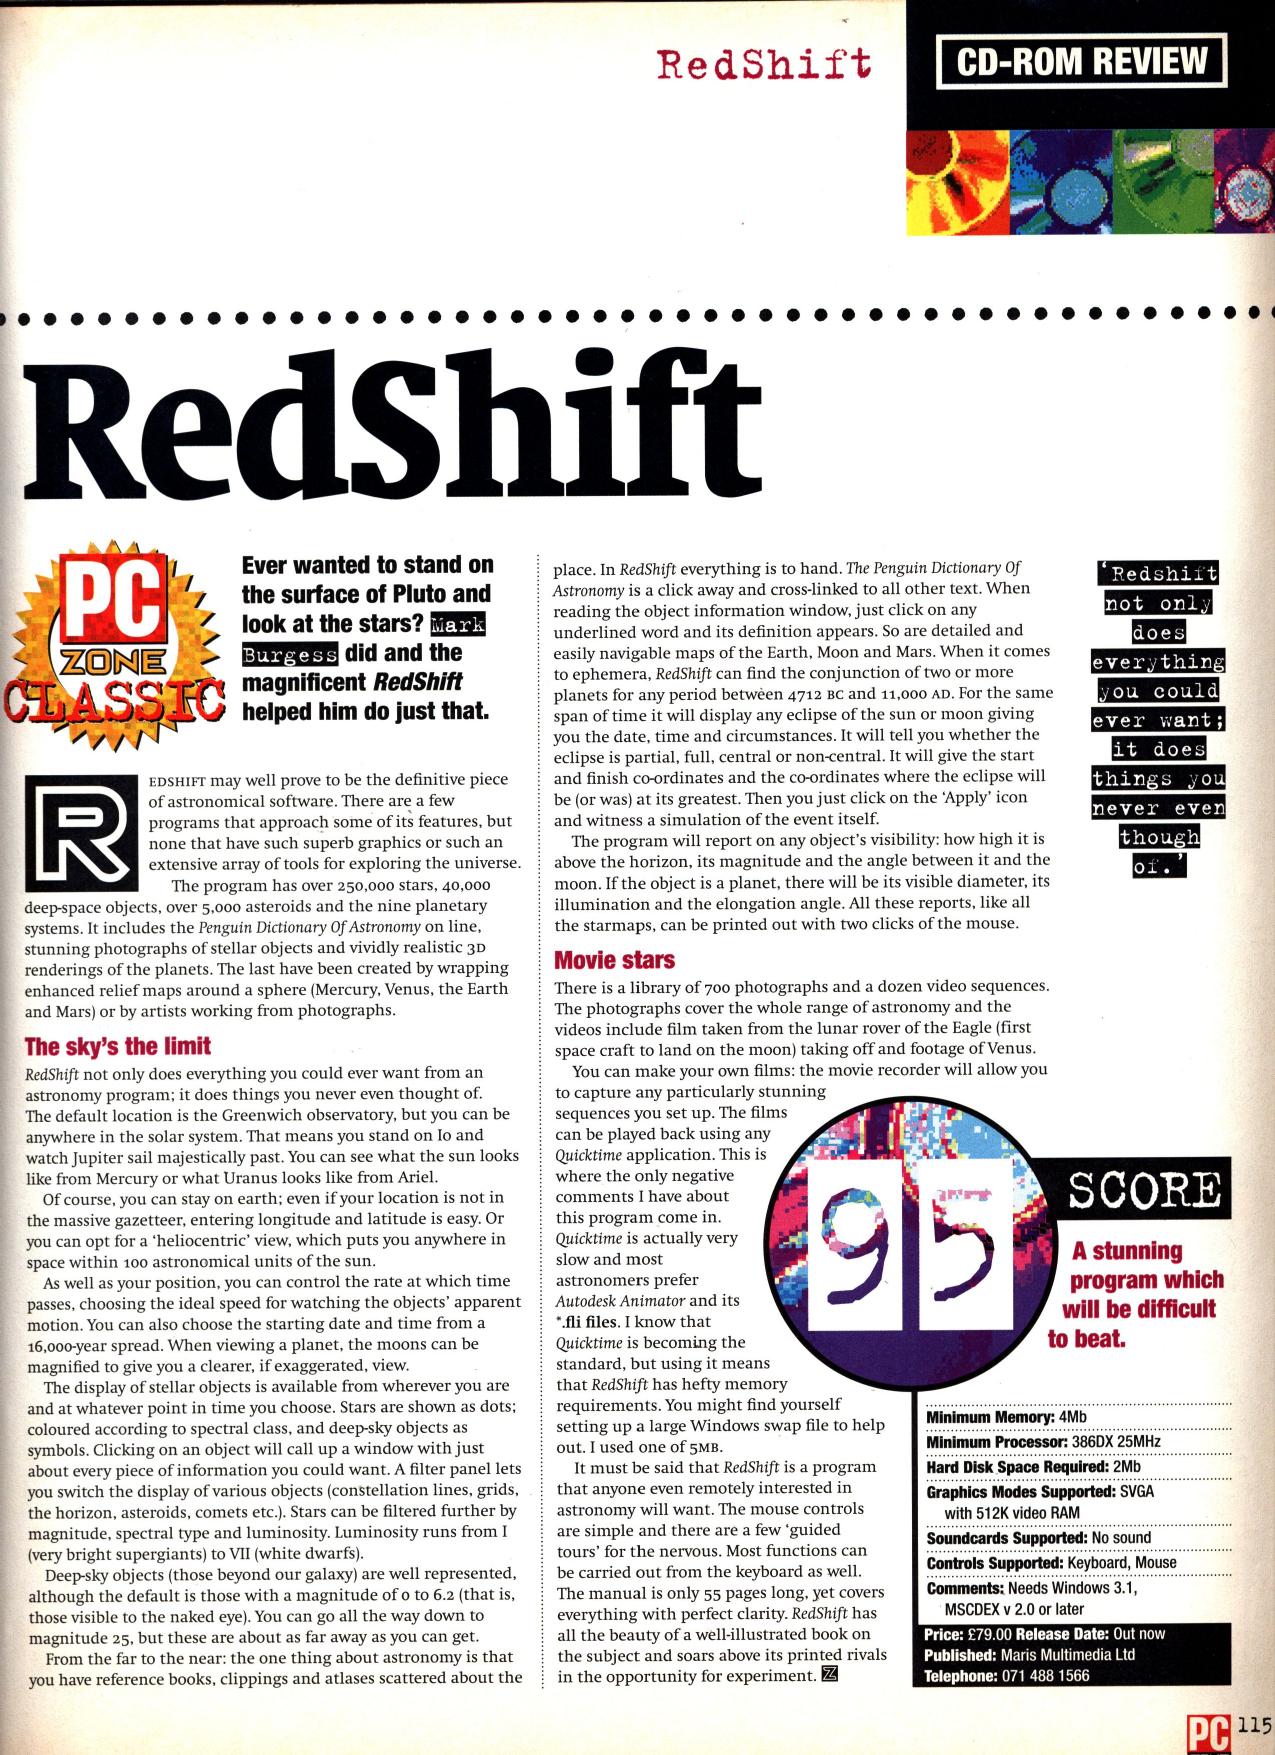 RedShift
CD-ROM REVIEW
RedShift
PC
ZONE
CLASSIC
Ever wanted to stand on
the surface of Pluto and
look at the stars? Mark
Burgess did and the
magnificent RedShift
helped him do just that.
REDSHIFT may well prove to be the definitive piece
of astronomical software. There are a few
programs that approach some of its features, but
none that have such superb graphics or such an
extensive array of tools for exploring the universe.
The program has over 250,000 stars, 40,000
deep-space objects, over 5,000 asteroids and the nine planetary
systems. It includes the Penguin Dictionary Of Astronomy on line,
stunning photographs of stellar objects and vividly realistic 3D
renderings of the planets. The last have been created by wrapping
enhanced relief maps around a sphere (Mercury, Venus, the Earth
and Mars) or by artists working from photographs.
The sky's the limit
RedShift not only does everything you could ever want from an
astronomy program; it does things you never even thought of.
The default location is the Greenwich observatory, but you can be
anywhere in the solar system. That means you stand on Io and
watch Jupiter sail majestically past. You can see what the sun looks
like from Mercury or what Uranus looks like from Ariel.
Of course, you can stay on earth; even if your location is not in
the massive gazetteer, entering longitude and latitude is easy. Or
you can opt for a 'heliocentric' view, which puts you anywhere in
space within 100 astronomical units of the sun.
As well as your position, you can control the rate at which time
passes, choosing the ideal speed for watching the objects' apparent
motion. You can also choose the starting date and time from a
16,000-year spread. When viewing a planet, the moons can be
magnified to give you a clearer, if exaggerated, view.
The display of stellar objects is available from wherever you are
and at whatever point in time you choose. Stars are shown as dots;
coloured according to spectral class, and deep-sky objects as
symbols. Clicking on an object will call up a window with just
about every piece of information you could want. A filter panel lets
you switch the display of various objects (constellation lines, grids,
the horizon, asteroids, comets etc.). Stars can be filtered further by
magnitude, spectral type and luminosity. Luminosity runs from I
(very bright supergiants) to VII (white dwarfs).
Deep-sky objects (those beyond our galaxy) are well represented,
although the default is those with a magnitude of 0 to 6.2 (that is,
those visible to the naked eye). You can go all the way down to
magnitude 25, but these are about as far away as you can get.
From the far to the near: the one thing about astronomy is that
you have reference books, clippings and atlases scattered about the
place. In RedShift everything is to hand. The Penguin Dictionary Of
Astronomy is a click away and cross-linked to all other text. When
reading the object information window, just click on any
underlined word and its definition appears. So are detailed and
easily navigable maps of the Earth, Moon and Mars. When it comes
to ephemera, RedShift can find the conjunction of two or more
planets for any period between 4712 BC and 11,000 AD. For the same
span of time it will display any eclipse of the sun or moon giving
you the date, time and circumstances. It will tell you whether the
eclipse is partial, full, central or non-central. It will give the start
and finish co-ordinates and the co-ordinates where the eclipse will
be (or was) at its greatest. Then you just click on the 'Apply' icon
and witness a simulation of the event itself.
The program will report on any object's visibility: how high it is
above the horizon, its magnitude and the angle between it and the
moon. If the object is a planet, there will be its visible diameter, its
illumination and the elongation angle. All these reports, like all
the starmaps, can be printed out with two clicks of the mouse.
Movie stars
There is a library of 700 photographs and a dozen video sequences.
The photographs cover the whole range of astronomy and the
videos include film taken from the lunar rover of the Eagle (first
space craft to land on the moon) taking off and footage of Venus.
You can make your own films: the movie recorder will allow you
to capture any particularly stunning
sequences you set up. The films
can be played back using any
Quicktime application. This is
where the only negative
comments I have about
this program come in.
Quicktime is actually very
slow and most
astronomers prefer
Autodesk Animator and its
*.fli files. I know that
Quicktime is becoming the
standard, but using it means
that RedShift has hefty memory
requirements. You might find yourself
setting up a large Windows swap file to help
out. I used one of 5MB.
It must be said that RedShift is a program
that anyone even remotely interested in
astronomy will want. The mouse controls
are simple and there are a few 'guided
tours' for the nervous. Most functions can
be carried out from the keyboard as well.
The manual is only 55 pages long, yet covers
everything with perfect clarity. RedShift has
all the beauty of a well-illustrated book on
the subject and soars above its printed rivals
in the opportunity for experiment. Z
'Redshift
not only
does
everything
you could
ever want;
it does
things you
never even
though
of.'
95
SCORE
A stunning
program which
will be difficult
to beat.
Minimum Memory: 4Mb
Minimum Processor: 386DX 25MHz
Hard Disk Space Required: 2Mb
Graphics Modes Supported: SVGA
with 512K video RAM
Soundcards Supported: No sound
Controls Supported: Keyboard, Mouse
Comments: Needs Windows 3.1,
MSCDEX v 2.0 or later
Price: £79.00 Release Date: Out now
Published: Maris Multimedia Ltd
Telephone: 071 488 1566
PC 115